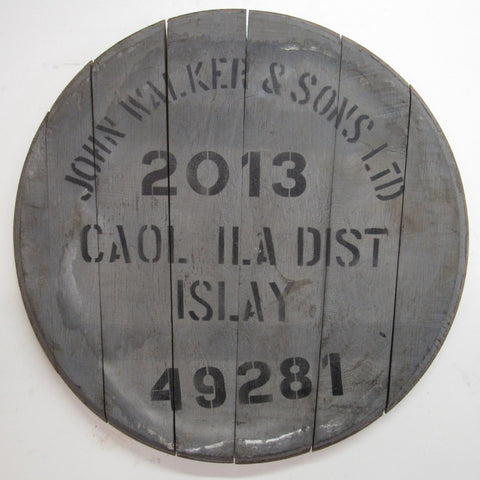 JOHN WALKER & SONS LTD
2013
CAOL ILA DIST
ISLAY
49281